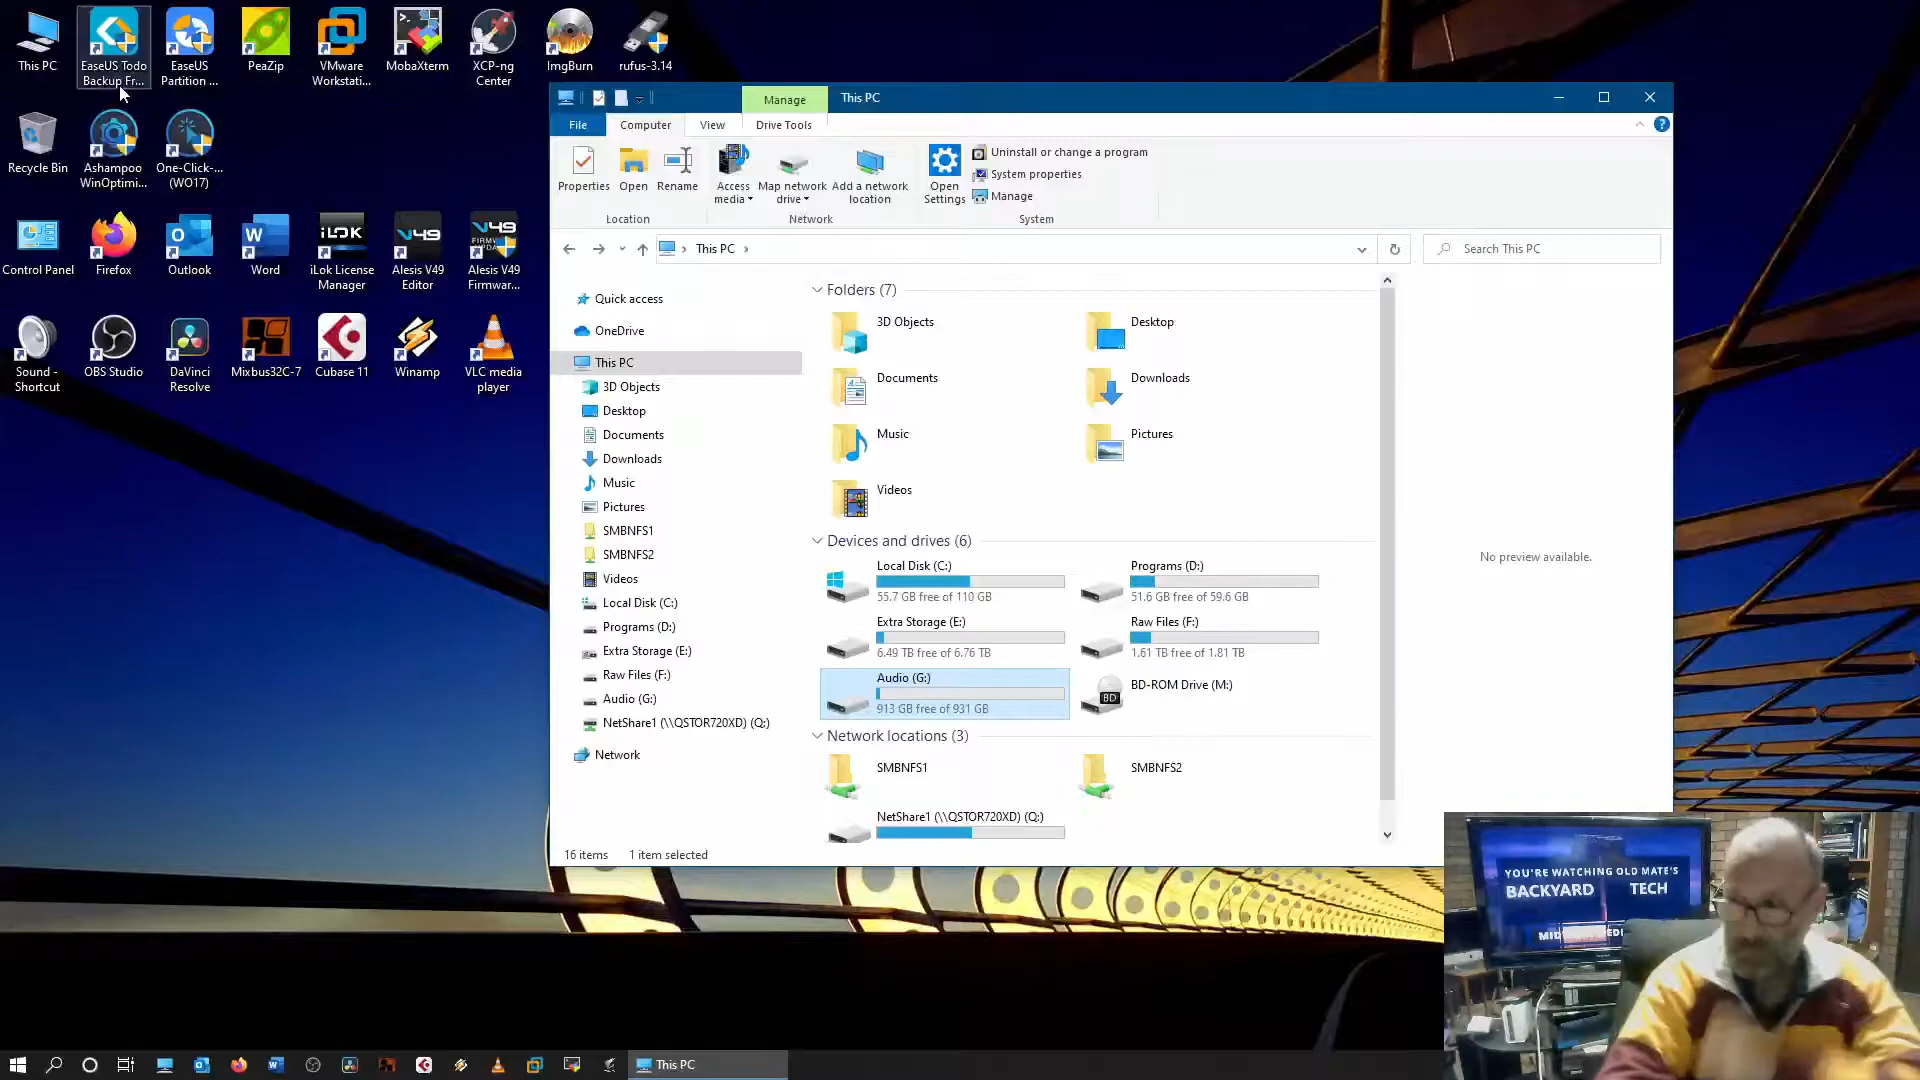 This PC
EaseUS Todo
Backup Fr...
EaseUS
Partition ...
PeaZip
VMware
Workstati...
MobaXterm
XCP-ng
Center
ImgBurn
rufus-3.14
Recycle Bin
Ashampoo
WinOptimi...
One-Click-...
(WO17)
Control Panel
Firefox
Outlook
Word
iLok License
Manager
Alesis V49
Editor
Alesis V49
Firmwar...
Sound -
Shortcut
OBS Studio
DaVinci
Resolve
Mixbus32C-7
Cubase 11
Winamp
VLC media
player
Manage
This PC
File
Computer
View
Drive Tools
Properties
Open
Rename
Access
media
Map network
drive
Add a network
location
Open
Settings
Uninstall or change a program
System properties
Manage
Location
Network
System
This PC
Search This PC
Quick access
OneDrive
This PC
3D Objects
Desktop
Documents
Downloads
Music
Pictures
SMBNFS1
SMBNFS2
Videos
Local Disk (C:)
Programs (D:)
Extra Storage (E:)
Raw Files (F:)
Audio (G:)
NetShare1 (\\QSTOR720XD) (Q:)
Network
Folders (7)
3D Objects
Desktop
Documents
Downloads
Music
Pictures
Videos
Devices and drives (6)
Local Disk (C:)
55.7 GB free of 110 GB
Programs (D:)
51.6 GB free of 59.6 GB
Extra Storage (E:)
6.49 TB free of 6.76 TB
Raw Files (F:)
1.61 TB free of 1.81 TB
Audio (G:)
913 GB free of 931 GB
BD-ROM Drive (M:)
BD
Network locations (3)
SMBNFS1
SMBNFS2
NetShare1 (\\QSTOR720XD) (Q:)
No preview available.
16 items
1 item selected
YOU'RE WATCHING OLD MATE'S
BACKYARD TECH
This PC